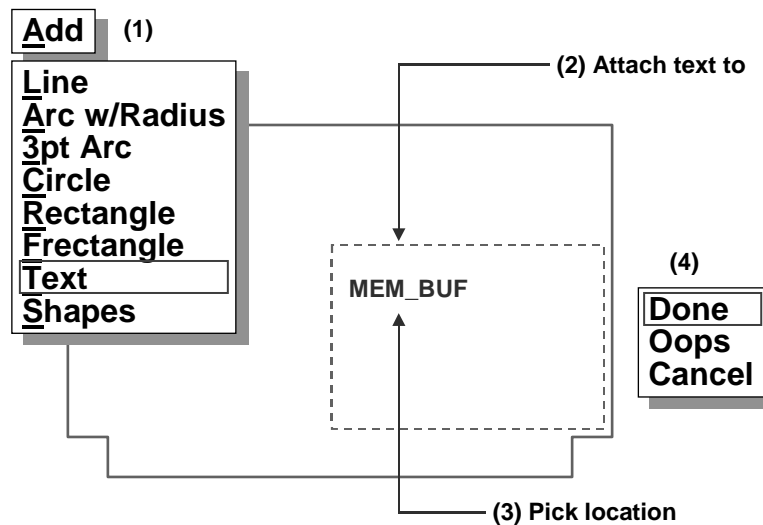 Add (1)
(2) Attach text to
Line
Arc w/Radius
3pt Arc
Circle
Rectangle
Frectangle
Text
Shapes
MEM_BUF
(4)
Done
Oops
Cancel
(3) Pick location